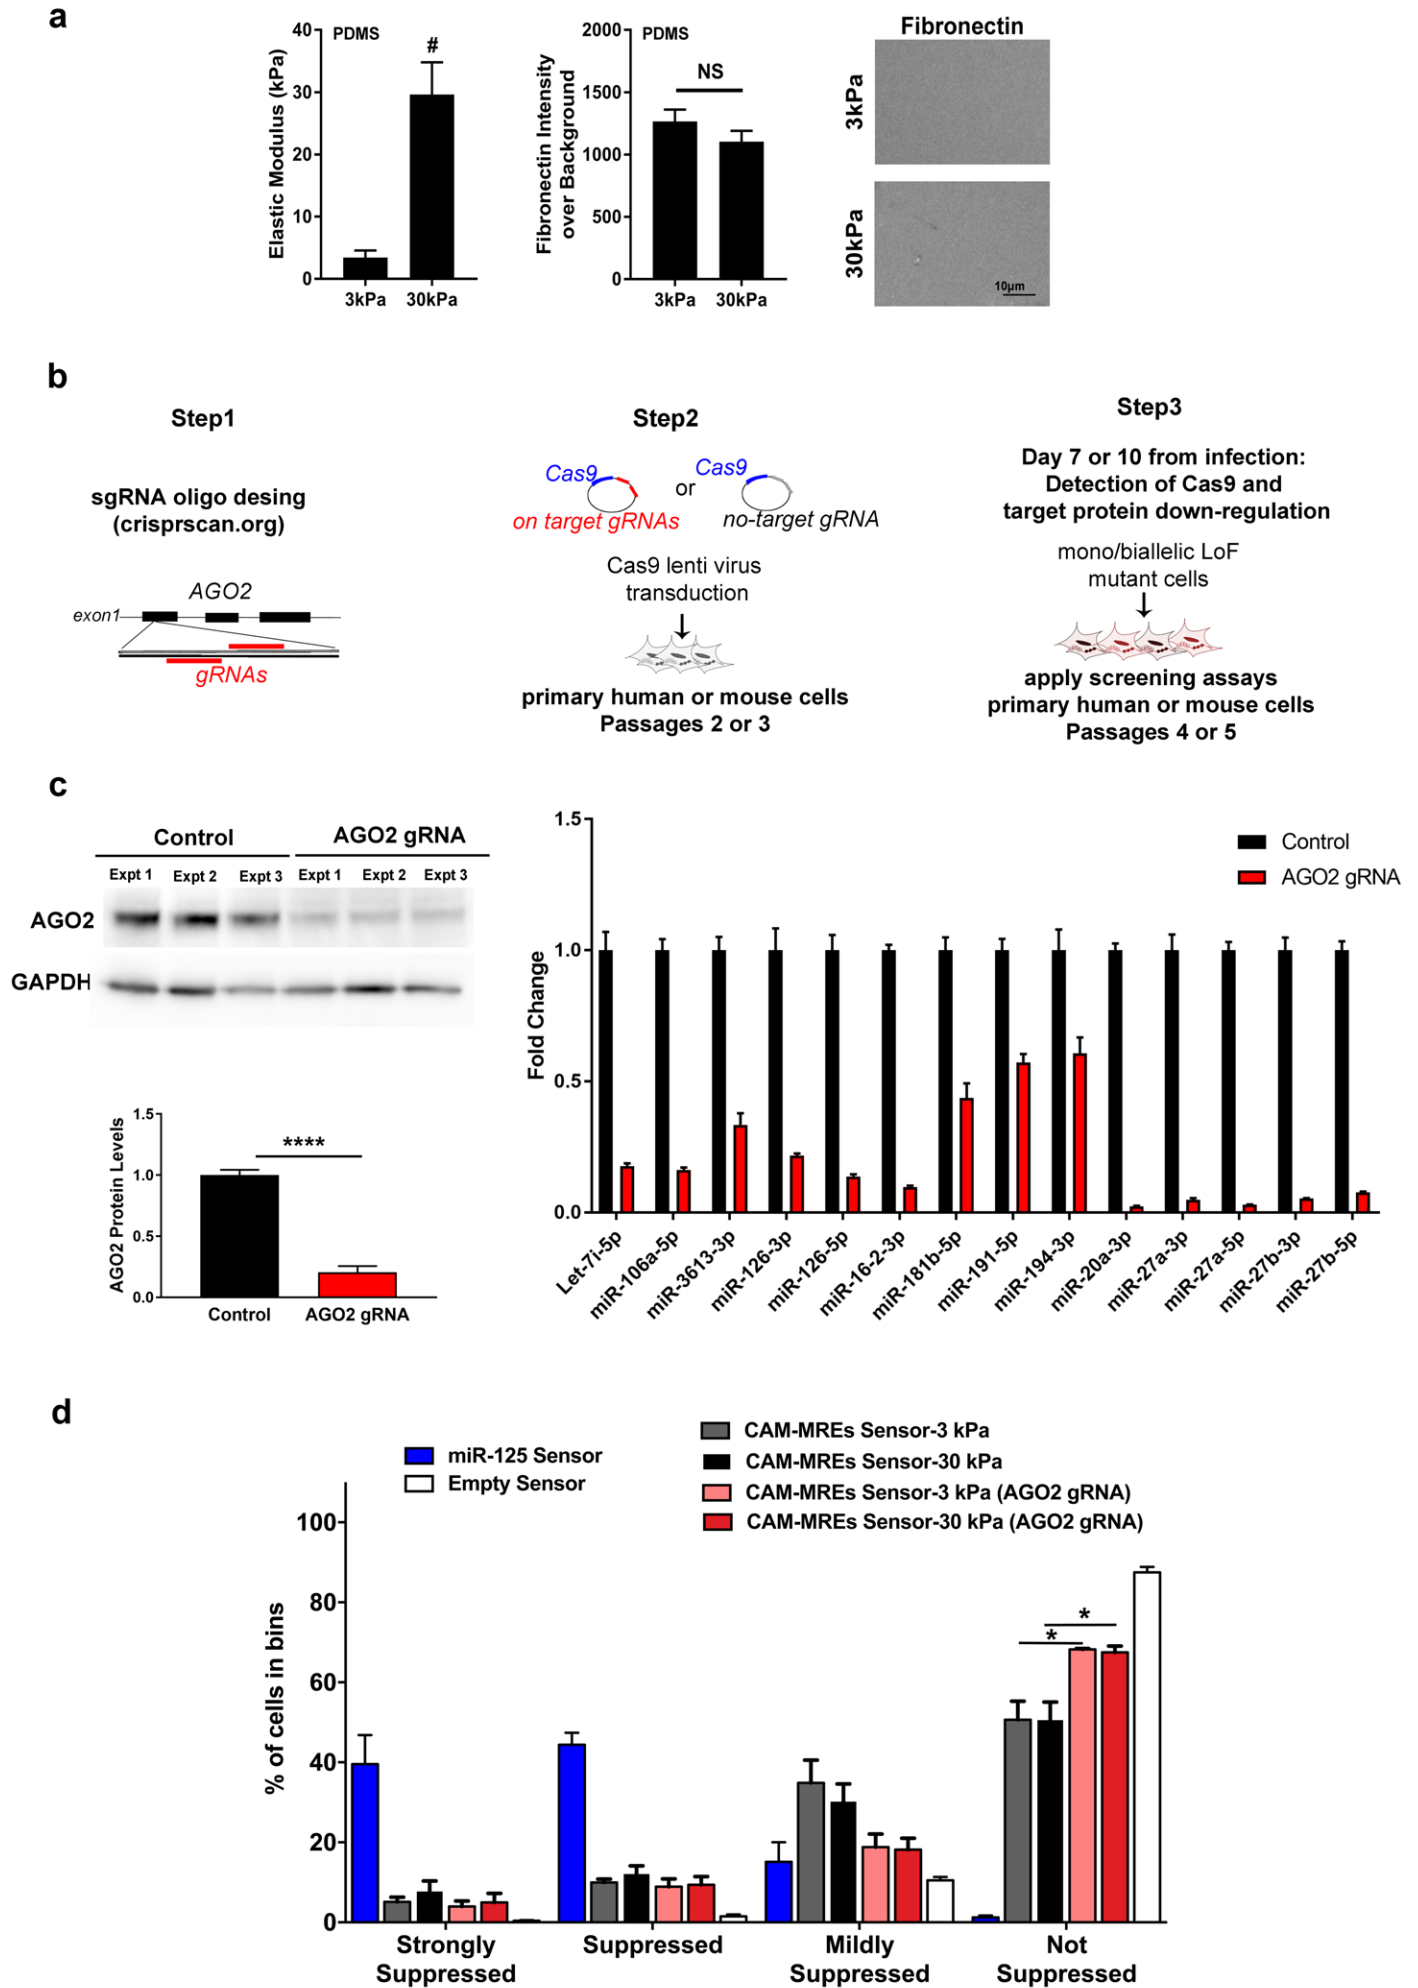 a
PDMS
#
Elastic Modulus (kPa)
40
30
20
10
0
3kPa
30kPa
PDMS
NS
Fibronectin Intensity
over Background
2000
1500
1000
500
0
3kPa
30kPa
Fibronectin
3kPa
30kPa
10μm
b
Step1
sgRNA oligo desing
(crisprscan.org)
AGO2
exon1
gRNAs
Step2
Cas9
or
Cas9
on target gRNAs
no-target gRNA
Cas9 lenti virus
transduction
primary human or mouse cells
Passages 2 or 3
Step3
Day 7 or 10 from infection:
Detection of Cas9 and
target protein down-regulation
mono/biallelic LoF
mutant cells
apply screening assays
primary human or mouse cells
Passages 4 or 5
c
Control
AGO2 gRNA
Expt 1
Expt 2
Expt 3
Expt 1
Expt 2
Expt 3
AGO2
GAPDH
AGO2 Protein Levels
1.5
1.0
0.5
0.0
****
Control
AGO2 gRNA
Fold Change
1.5
1.0
0.5
0.0
Control
AGO2 gRNA
Let-7i-5p
miR-106a-5p
miR-3613-3p
miR-126-3p
miR-126-5p
miR-16-2-3p
miR-181b-5p
miR-191-5p
miR-194-3p
miR-20a-3p
miR-27a-3p
miR-27a-5p
miR-27b-3p
miR-27b-5p
d
miR-125 Sensor
Empty Sensor
CAM-MREs Sensor-3 kPa
CAM-MREs Sensor-30 kPa
CAM-MREs Sensor-3 kPa (AGO2 gRNA)
CAM-MREs Sensor-30 kPa (AGO2 gRNA)
% of cells in bins
100
80
60
40
20
0
*
*
Strongly
Suppressed
Suppressed
Mildly
Suppressed
Not
Suppressed